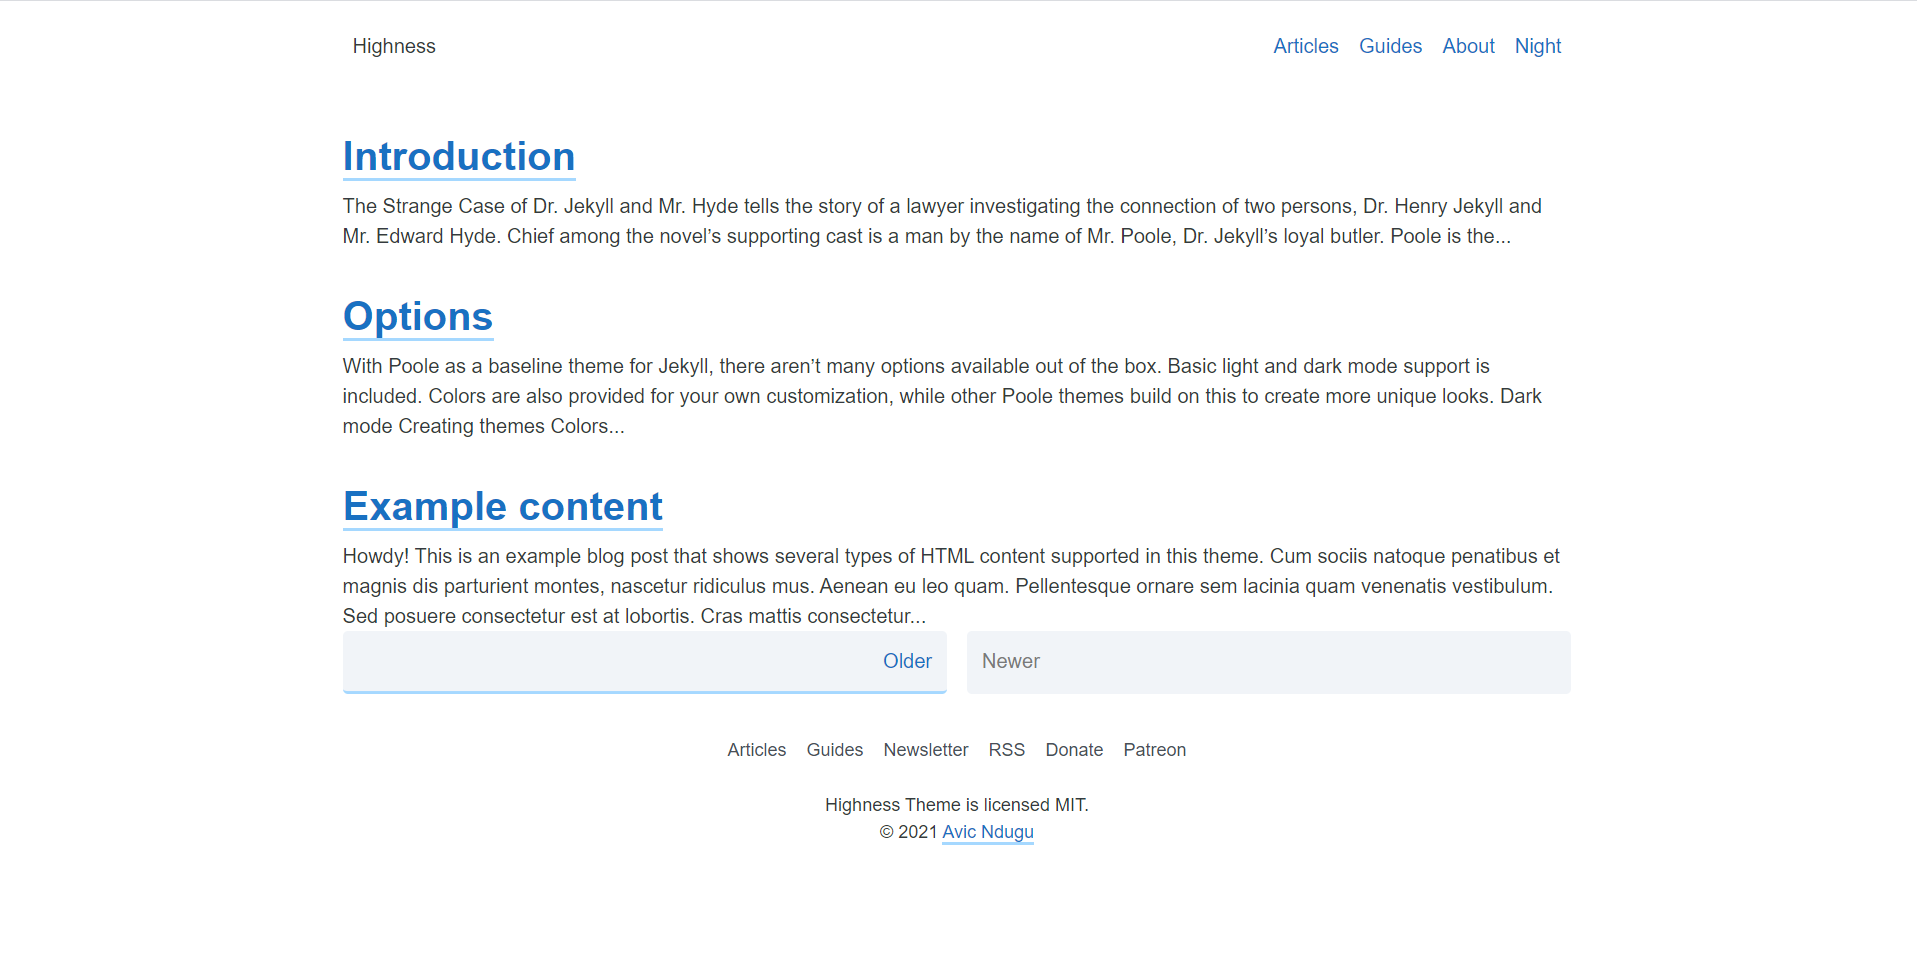 Highness
Articles Guides About Night
Introduction
The Strange Case of Dr. Jekyll and Mr. Hyde tells the story of a lawyer investigating the connection of two persons, Dr. Henry Jekyll and
Mr. Edward Hyde. Chief among the novel’s supporting cast is a man by the name of Mr. Poole, Dr. Jekyll’s loyal butler. Poole is the...
Options
With Poole as a baseline theme for Jekyll, there aren’t many options available out of the box. Basic light and dark mode support is
included. Colors are also provided for your own customization, while other Poole themes build on this to create more unique looks. Dark
mode Creating themes Colors...
Example content
Howdy! This is an example blog post that shows several types of HTML content supported in this theme. Cum sociis natoque penatibus et
magnis dis parturient montes, nascetur ridiculus mus. Aenean eu leo quam. Pellentesque ornare sem lacinia quam venenatis vestibulum.
Sed posuere consectetur est at lobortis. Cras mattis consectetur...
Older
Newer
Articles Guides Newsletter RSS Donate Patreon
Highness Theme is licensed MIT.
© 2021 Avic Ndugu